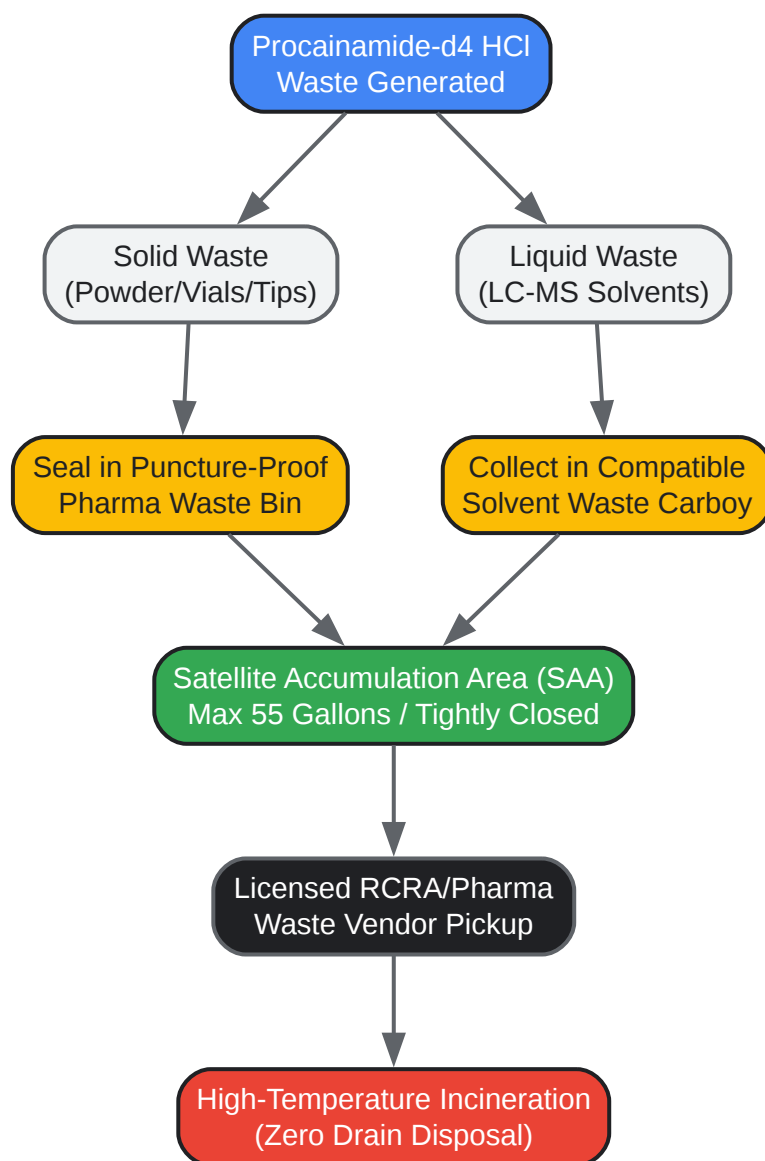 Procainamide-d4 HCl
Waste Generated
Solid Waste
(Powder/Vials/Tips)
Liquid Waste
(LC-MS Solvents)
Seal in Puncture-Proof
Pharma Waste Bin
Collect in Compatible
Solvent Waste Carboy
Satellite Accumulation Area (SAA)
Max 55 Gallons / Tightly Closed
Licensed RCRA/Pharma
Waste Vendor Pickup
High-Temperature Incineration
(Zero Drain Disposal)